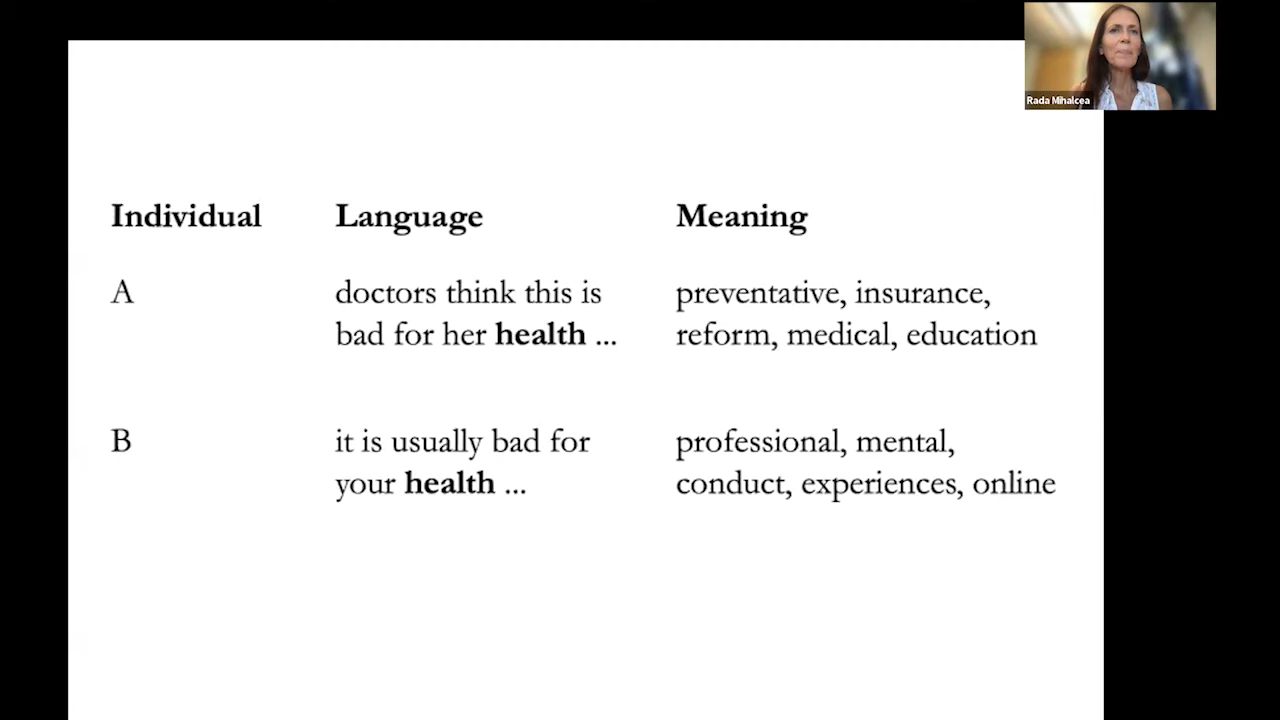 Rada Mihalcea
Individual Language Meaning
A doctors think this is preventative, insurance,
bad for her health ... reform, medical, education
B it is usually bad for professional, mental,
your health ... conduct, experiences, online